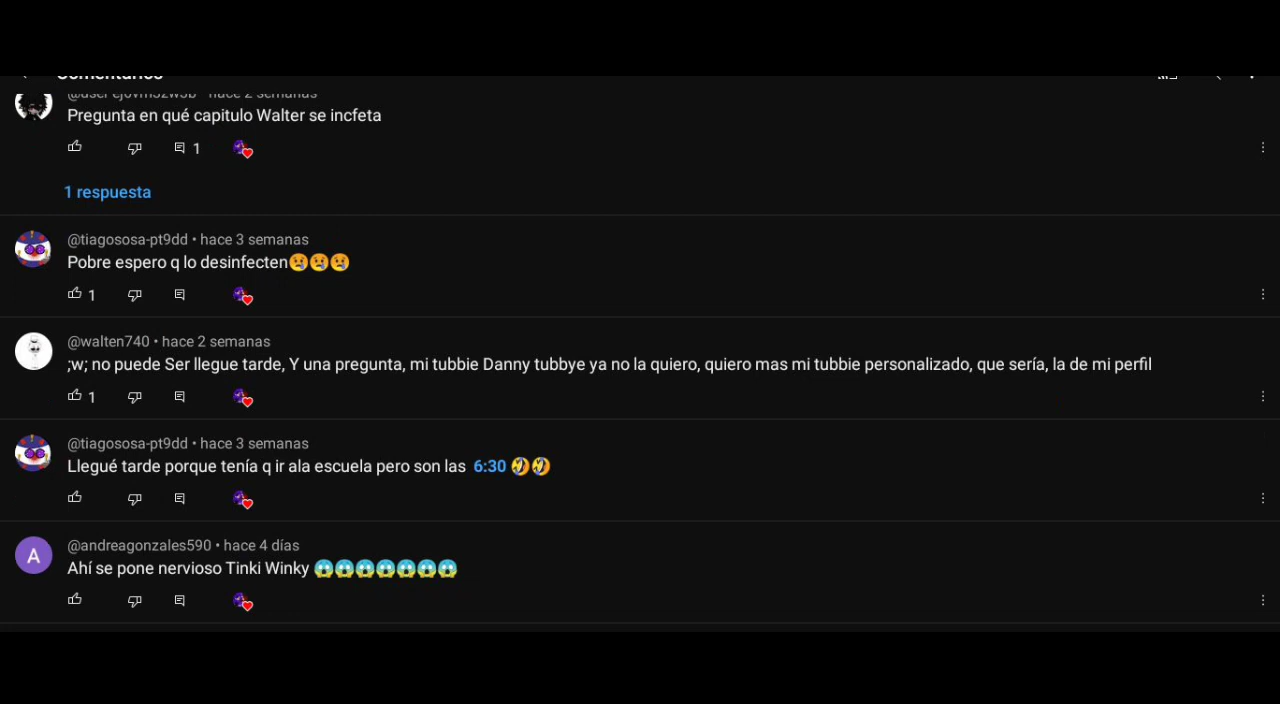 Comentarios
hace 2 semanas
Pregunta en qué capitulo Walter se incfeta
1
1 respuesta
@tiagososa-pt9dd • hace 3 semanas
Pobre espero q lo desinfecten😢😢😢
1
@walten740 • hace 2 semanas
;w; no puede Ser llegue tarde, Y una pregunta, mi tubbie Danny tubbye ya no la quiero, quiero mas mi tubbie personalizado, que sería, la de mi perfil
1
@tiagososa-pt9dd • hace 3 semanas
Llegué tarde porque tenía q ir ala escuela pero son las 6:30 🤣🤣
A
@andreagonzales590 • hace 4 días
Ahí se pone nervioso Tinki Winky 😱😱😱😱😱😱😱